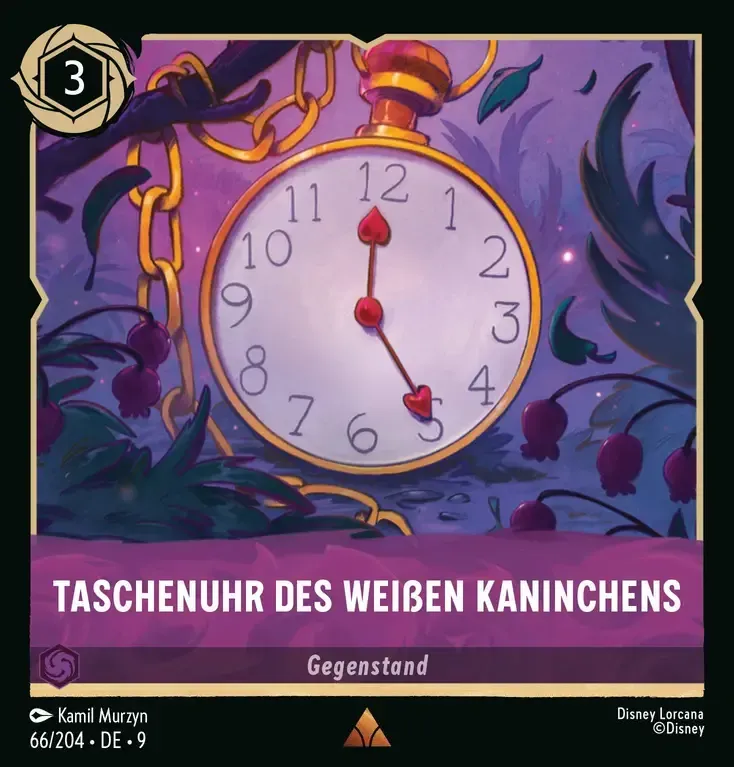 3
12
11
1
10
2
9
3
8
4
7
5
6
TASCHENUHR DES WEIẞEN KANINCHENS
Gegenstand
Kamil Murzyn
Disney Lorcana
66/204 • DE • 9
©Disney